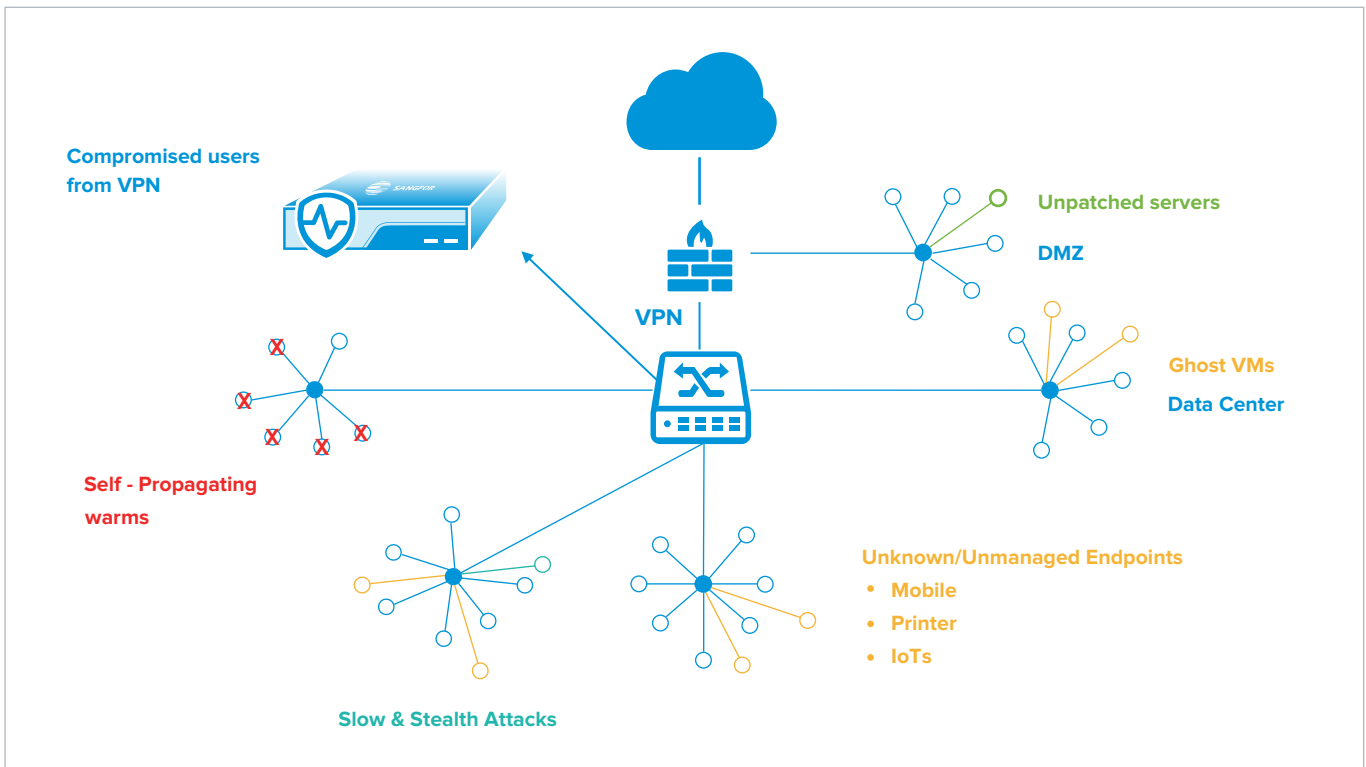 Compromised users
from VPN
SANGFOR
Unpatched servers
DMZ
VPN
Ghost VMs
Data Center
X
X
X
X
X
Self - Propagating
warms
Unknown/Unmanaged Endpoints
• Mobile
• Printer
• IoTs
Slow & Stealth Attacks